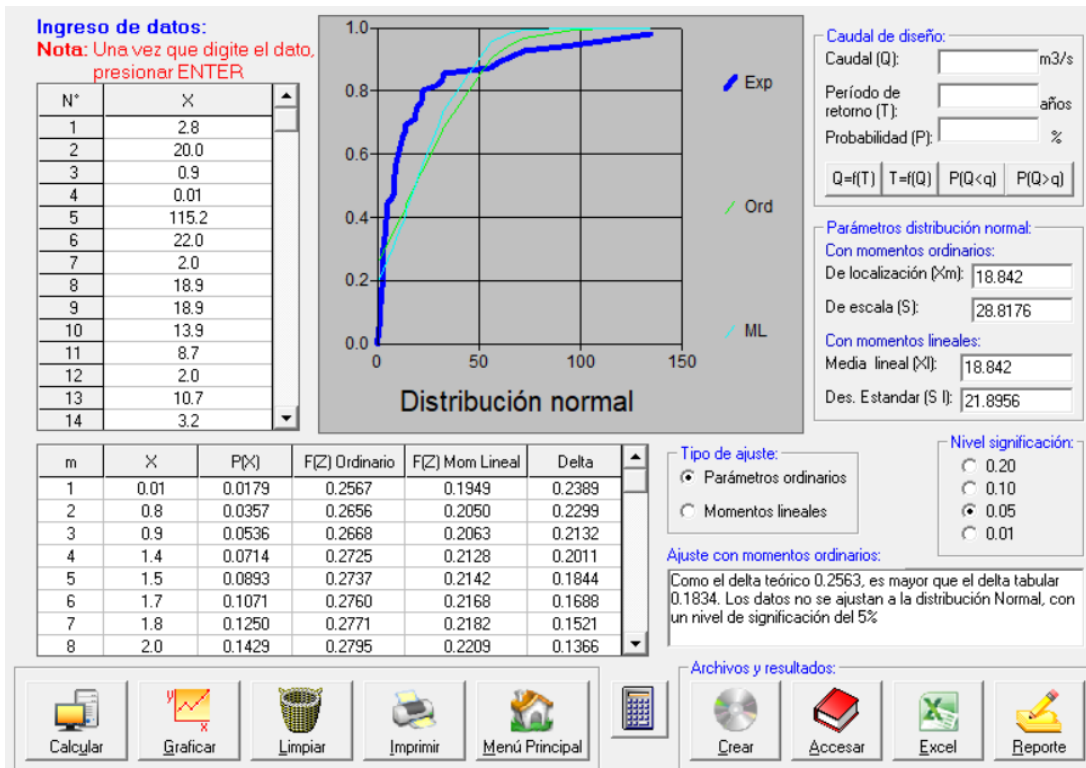 Ingreso de datos:
Nota: Una vez que digite el dato,
presionar ENTER
N° X
1 2.8
2 20.0
3 0.9
4 0.01
5 115.2
6 22.0
7 2.0
8 18.9
9 18.9
10 13.9
11 8.7
12 2.0
13 10.7
14 3.2
1.0
0.8
0.6
0.4
0.2
0.0
0 50 100 150
Exp
Ord
ML
Distribución normal
Caudal de diseño:
Caudal (Q): m3/s
Período de
retorno (T): años
Probabilidad (P): %
Q=f(T) T=f(Q) P(Q<q) P(Q>q)
Parámetros distribución normal:
Con momentos ordinarios:
De localización (Xm): 18.842
De escala (S): 28.8176
Con momentos lineales:
Media lineal (Xl): 18.842
Des. Estandar (S l): 21.8956
m X P(X) F(Z) Ordinario F(Z) Mom Lineal Delta
1 0.01 0.0179 0.2567 0.1949 0.2389
2 0.8 0.0357 0.2656 0.2050 0.2299
3 0.9 0.0536 0.2668 0.2063 0.2132
4 1.4 0.0714 0.2725 0.2128 0.2011
5 1.5 0.0893 0.2737 0.2142 0.1844
6 1.7 0.1071 0.2760 0.2168 0.1688
7 1.8 0.1250 0.2771 0.2182 0.1521
8 2.0 0.1429 0.2795 0.2209 0.1366
Tipo de ajuste:
Parámetros ordinarios
Momentos lineales
Nivel significación:
0.20
0.10
0.05
0.01
Ajuste con momentos ordinarios:
Como el delta teórico 0.2563, es mayor que el delta tabular
0.1834. Los datos no se ajustan a la distribución Normal, con
un nivel de significación del 5%
Calcular
y
x
Graficar
Limpiar
Imprimir
Menú Principal
Archivos y resultados:
Crear
Accesar
Excel
Reporte